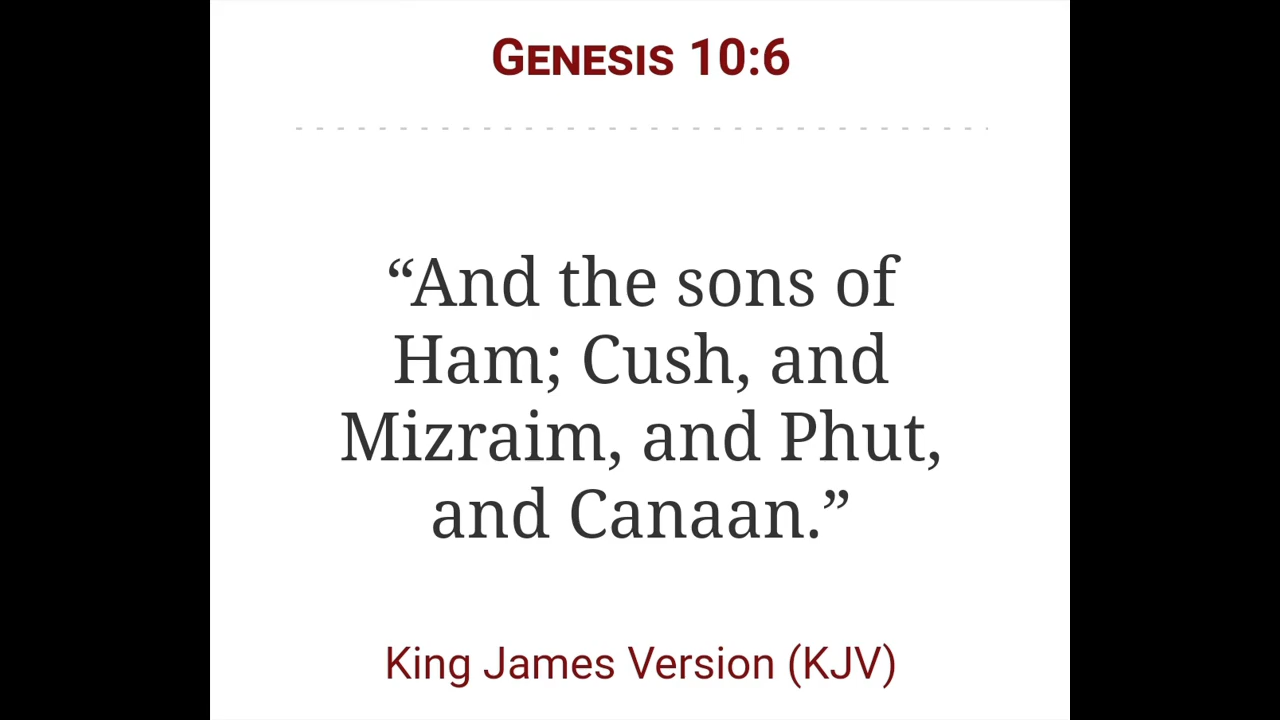 GENESIS 10:6
“And the sons of
Ham; Cush, and
Mizraim, and Phut,
and Canaan.”
King James Version (KJV)